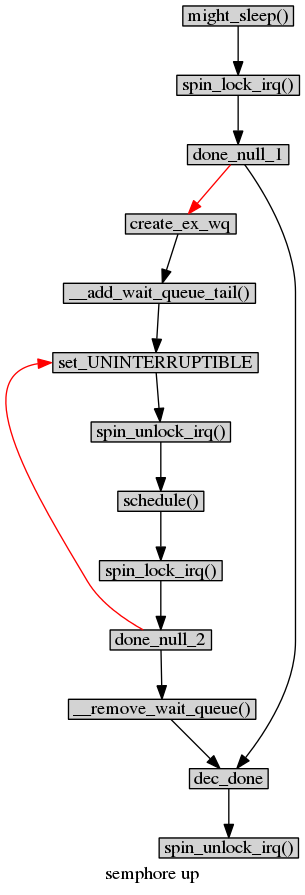 might_sleep()
spin_lock_irq()
done_null_1
create_ex_wq
__add_wait_queue_tail()
set_UNINTERRUPTIBLE
spin_unlock_irq()
schedule()
spin_lock_irq()
done_null_2
__remove_wait_queue()
dec_done
spin_unlock_irq()
semphore up